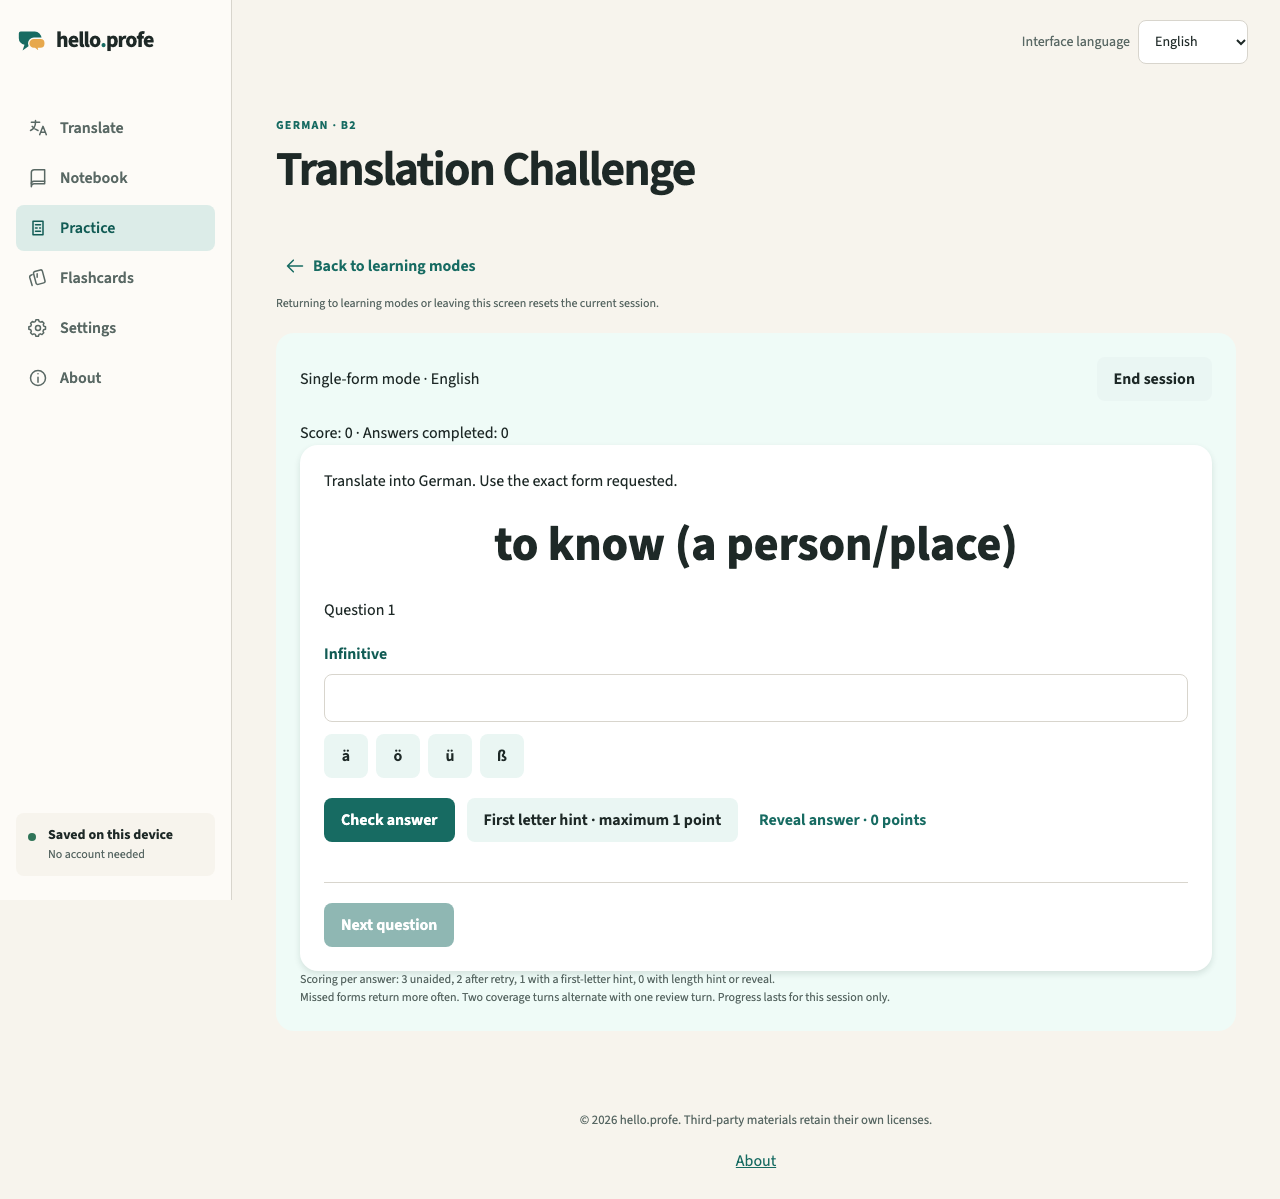 hello.profe
Interface language
English
Translate
Notebook
Practice
Flashcards
Settings
About
GERMAN · B2
Translation Challenge
Back to learning modes
Returning to learning modes or leaving this screen resets the current session.
Single-form mode · English
End session
Score: 0 · Answers completed: 0
Translate into German. Use the exact form requested.
to know (a person/place)
Question 1
Infinitive
ä ö ü ß
Check answer
First letter hint · maximum 1 point
Reveal answer · 0 points
Next question
Scoring per answer: 3 unaided, 2 after retry, 1 with a first-letter hint, 0 with length hint or reveal.
Missed forms return more often. Two coverage turns alternate with one review turn. Progress lasts for this session only.
Saved on this device
No account needed
© 2026 hello.profe. Third-party materials retain their own licenses.
About